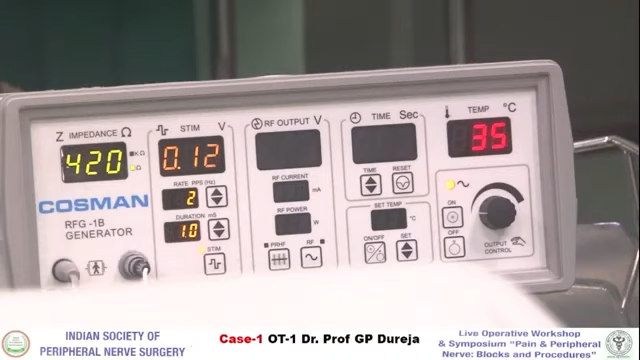 Z IMPEDANCE Ω
420
KΩ
Ω
COSMAN
RFG -1B
GENERATOR
STIM V
0.12
RATE PPS (Hz)
2
DURATION mS
10
STIM
RF OUTPUT V
RF CURRENT
mA
RF POWER
W
PRHF
RF
TIME Sec
TIME
RESET
SET TEMP
°C
ON/OFF
SET
TEMP °C
35
ON
OFF
OUTPUT
CONTROL
INDIAN SOCIETY OF
PERIPHERAL NERVE SURGERY
Case-1 OT-1 Dr. Prof GP Dureja
Live Operative Workshop
& Symposium “Pain & Peripheral
Nerve: Blocks and Procedures”